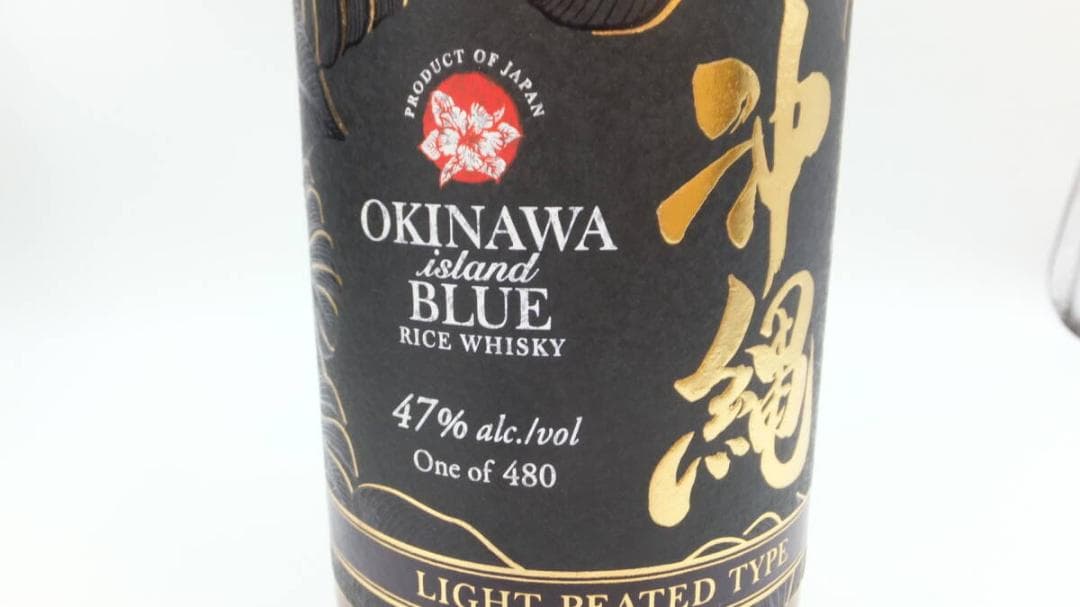 PRODUCT OF JAPAN
OKINAWA
island
BLUE
RICE WHISKY
47% alc./vol
One of 480
沖縄
LIGHT PEATED TYPE